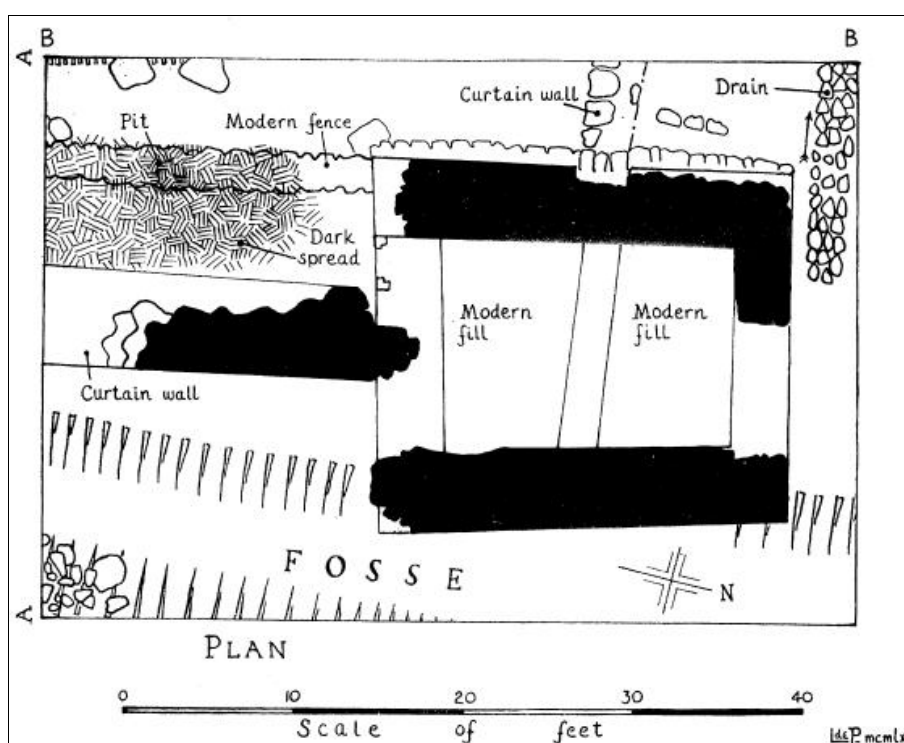 B B
A
Curtain wall
Drain
Pit
Modern fence
Dark
spread
Modern
fill
Modern
fill
Curtain wall
FOSSE
N
A
PLAN
0 10 20 30 40
Scale of feet
mcmlx